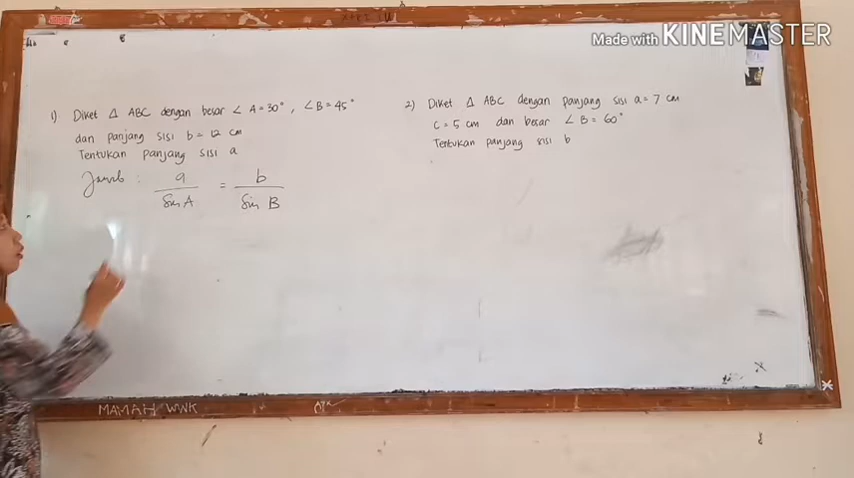 Made with KINEMASTER
1) Diket Δ ABC dengan besar ∠ A = 30°, ∠B = 45°
dan panjang sisi b = 12 cm
Tentukan panjang sisi a
Jawab : a / Sin A = b / Sin B
2) Diket Δ ABC dengan panjang sisi a = 7 cm
c = 5 cm dan besar ∠ B = 60°
Tentukan panjang sisi b
MAMAH WNK